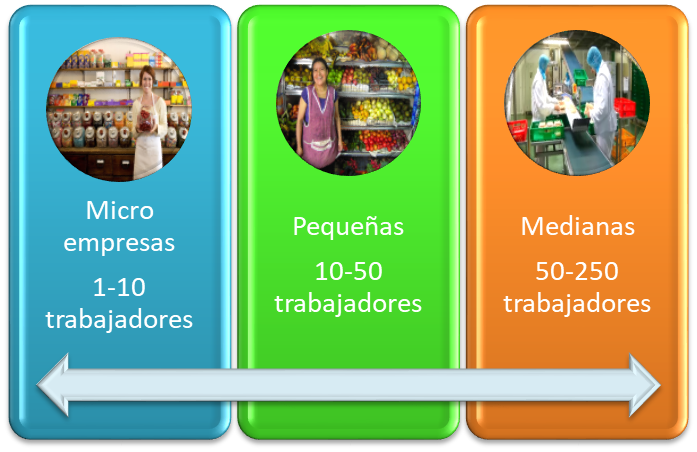 Micro
empresas
1-10
trabajadores
Pequeñas
10-50
trabajadores
Medianas
50-250
trabajadores